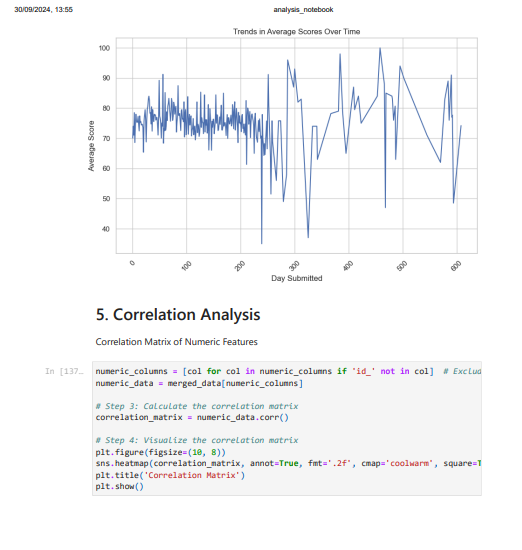 30/09/2024, 13:55
analysis_notebook
Trends in Average Scores Over Time
100
90
80
70
60
50
40
Average Score
0
100
200
300
400
500
600
Day Submitted
5. Correlation Analysis
Correlation Matrix of Numeric Features
In [137…
numeric_columns = [col for col in numeric_columns if 'id_' not in col]  # Exclud
numeric_data = merged_data[numeric_columns]
# Step 3: Calculate the correlation matrix
correlation_matrix = numeric_data.corr()
# Step 4: Visualize the correlation matrix
plt.figure(figsize=(10, 8))
sns.heatmap(correlation_matrix, annot=True, fmt='.2f', cmap='coolwarm', square=T
plt.title('Correlation Matrix')
plt.show()